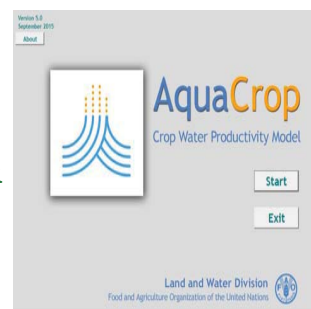 Version 5.0
September 2015
About
AquaCrop
Crop Water Productivity Model
Start
Exit
Land and Water Division
Food and Agriculture Organization of the United Nations
FAO